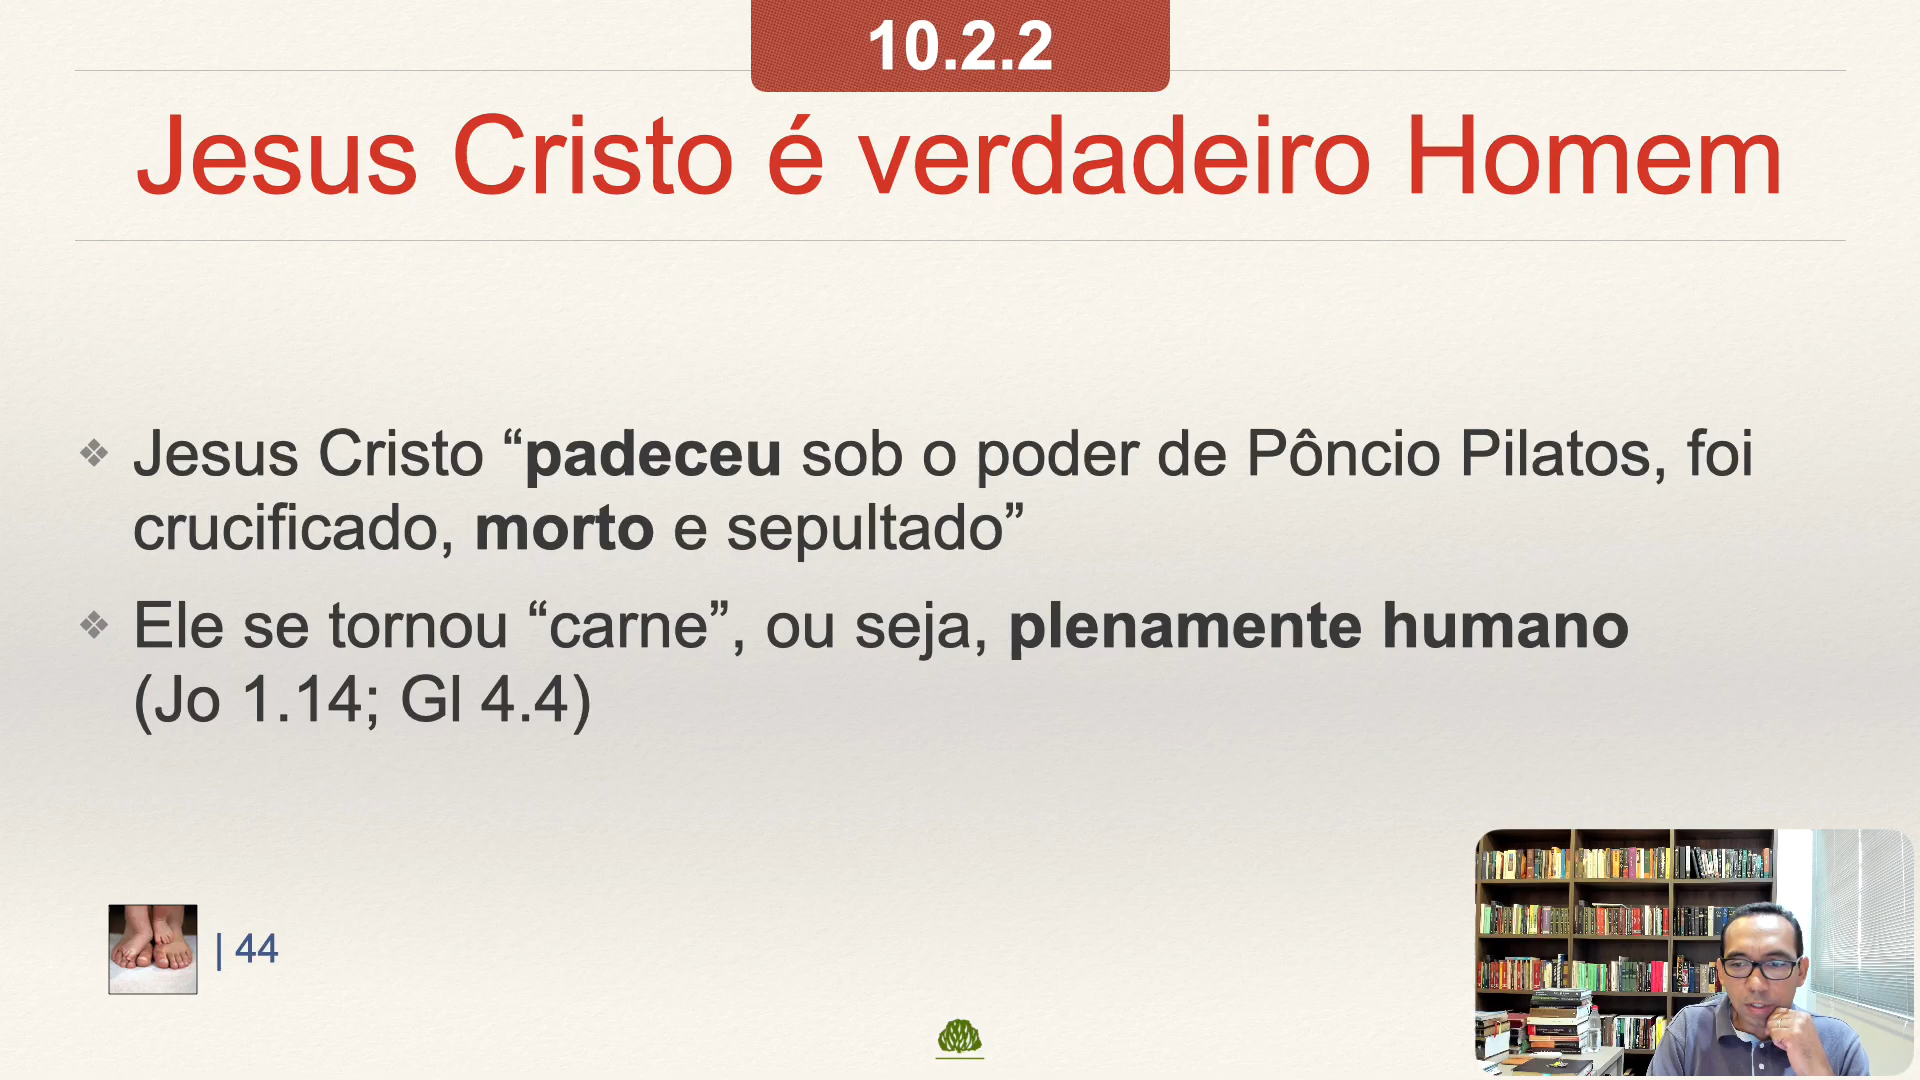 10.2.2
Jesus Cristo é verdadeiro Homem
❖ Jesus Cristo “padeceu sob o poder de Pôncio Pilatos, foi
crucificado, morto e sepultado”
❖ Ele se tornou “carne”, ou seja, plenamente humano
(Jo 1.14; Gl 4.4)
| 44